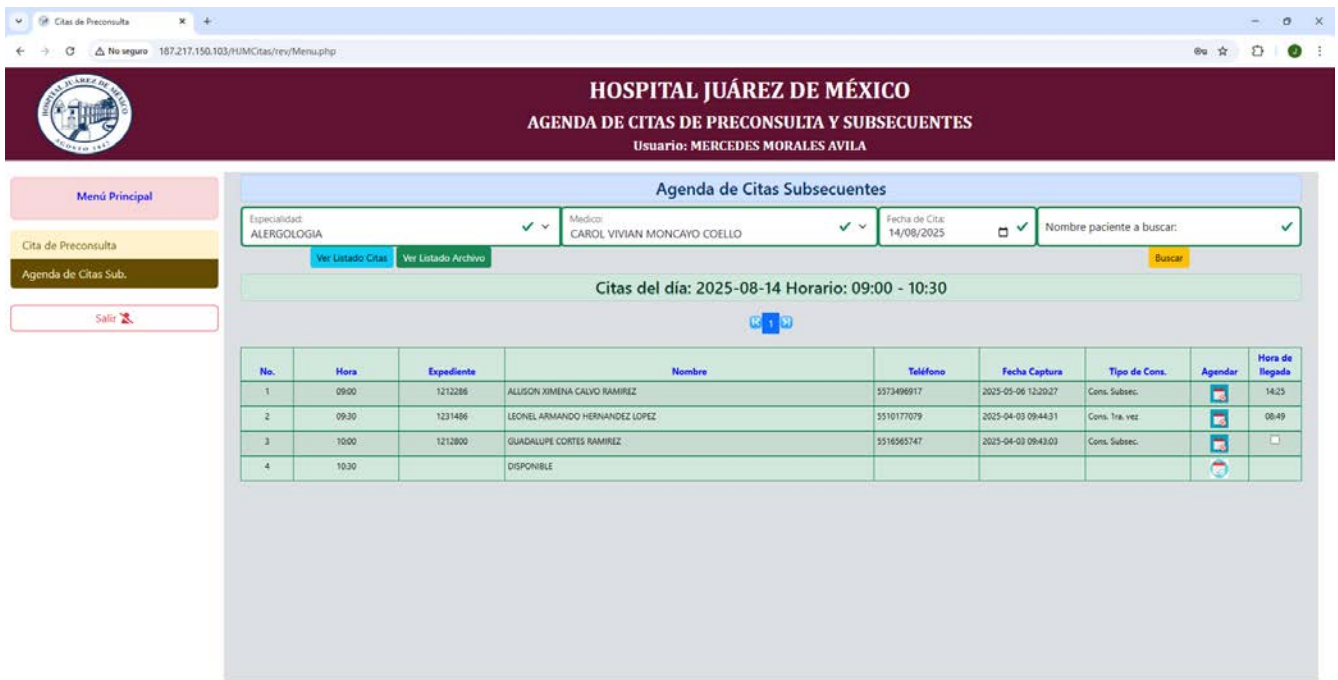 Citas de Preconsulta
No seguro 187.217.150.103/HJMCitas/rev/Menu.php
HOSPITAL JUÁREZ DE MÉXICO
AGOSTO 1847
HOSPITAL JUÁREZ DE MÉXICO
AGENDA DE CITAS DE PRECONSULTA Y SUBSECUENTES
Usuario: MERCEDES MORALES AVILA
Menú Principal
Cita de Preconsulta
Agenda de Citas Sub.
Salir
Agenda de Citas Subsecuentes
Especialidad: Medico: Fecha de Cita: Nombre paciente a buscar:
ALERGOLOGIA CAROL VIVIAN MONCAYO COELLO 14/08/2025
Ver Listado Citas Ver Listado Archivo Buscar
Citas del día: 2025-08-14 Horario: 09:00 - 10:30
1
No. Hora Expediente Nombre Teléfono Fecha Captura Tipo de Cons. Agendar Hora de llegada
1 09:00 1212286 ALLISON XIMENA CALVO RAMIREZ 5573496917 2025-05-06 12:20:27 Cons. Subsec. 14:25
2 09:30 1231486 LEONEL ARMANDO HERNANDEZ LOPEZ 5510177079 2025-04-03 09:44:31 Cons. 1ra. vez 08:49
3 10:00 1212800 GUADALUPE CORTES RAMIREZ 5516565747 2025-04-03 09:43:03 Cons. Subsec.
4 10:30 DISPONIBLE